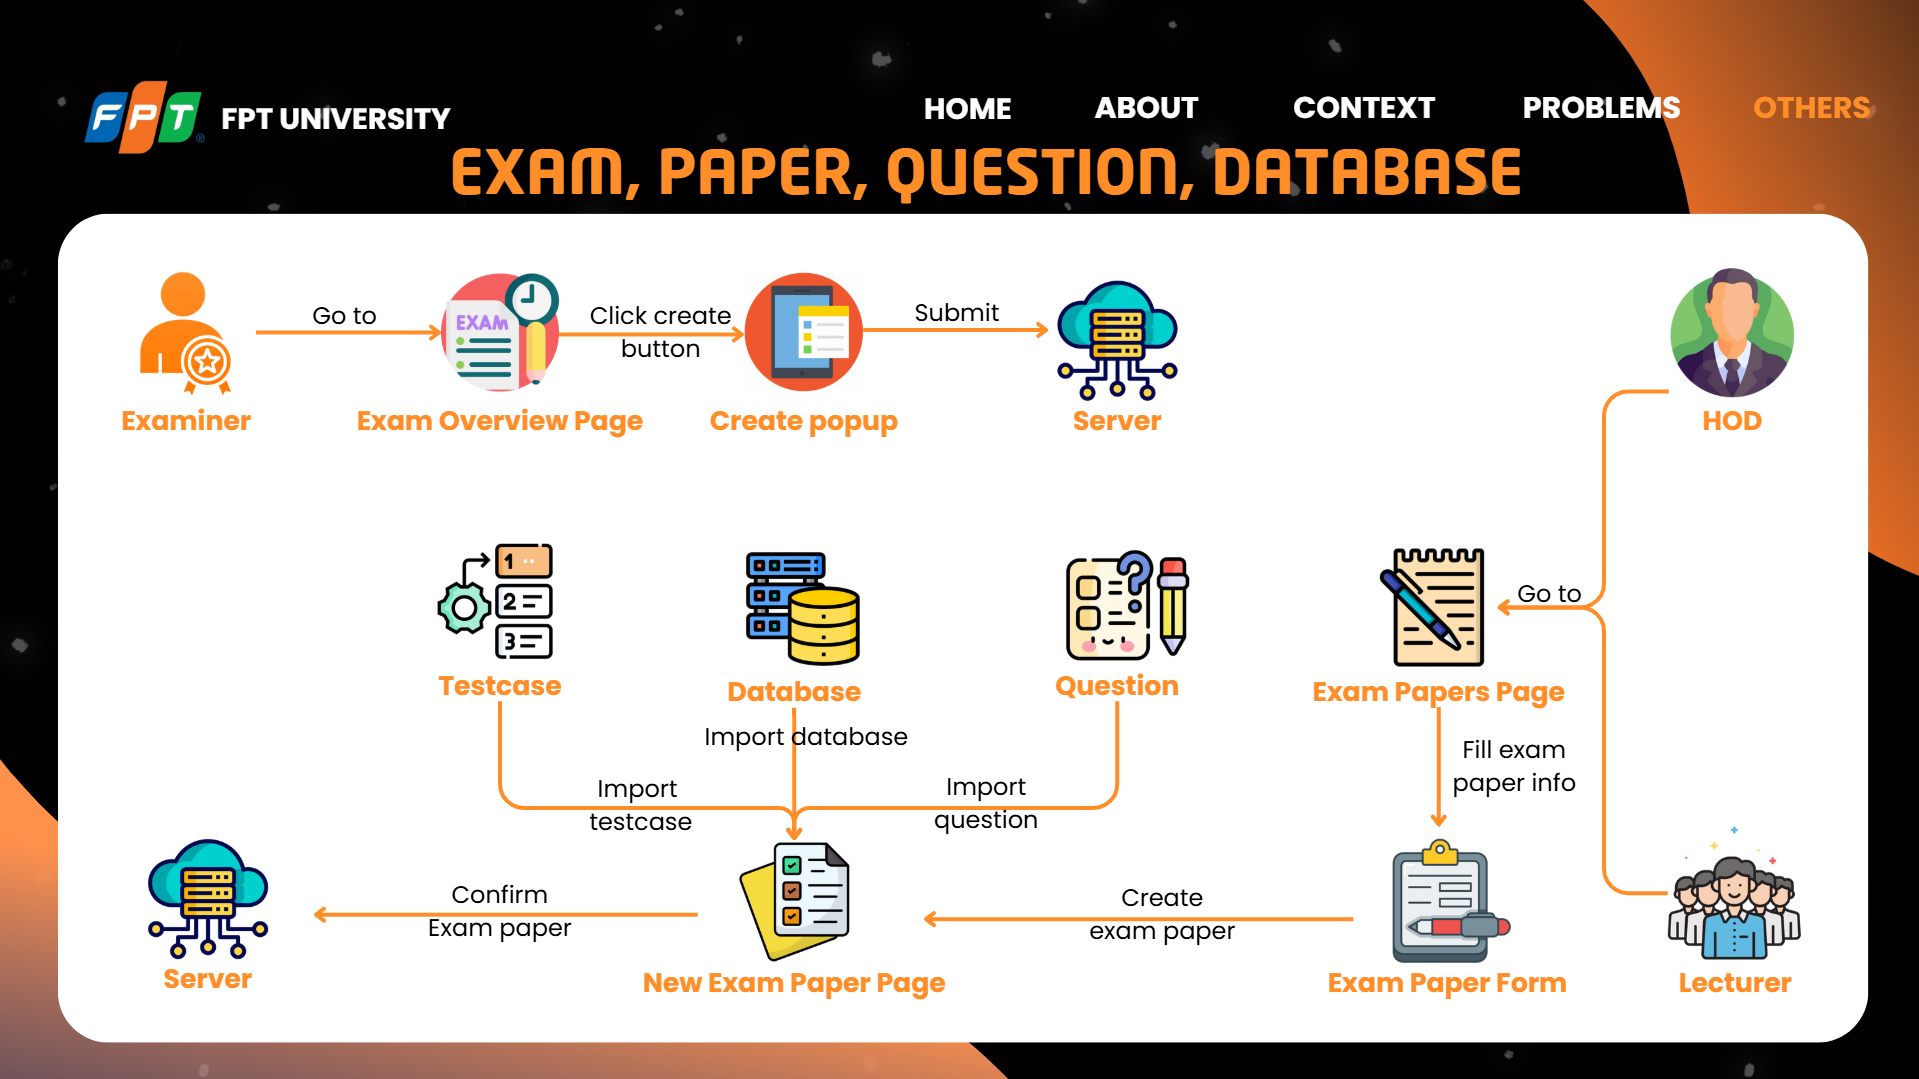 FPT
FPT UNIVERSITY
HOME
ABOUT
CONTEXT
PROBLEMS
OTHERS
EXAM, PAPER, QUESTION, DATABASE
Go to
Click create
button
Submit
EXAM
Examiner
Exam Overview Page
Create popup
Server
HOD
1
2
3
Go to
Testcase
Database
Question
Exam Papers Page
Import database
Fill exam
paper info
Import
testcase
Import
question
Confirm
Exam paper
Create
exam paper
Server
New Exam Paper Page
Exam Paper Form
Lecturer